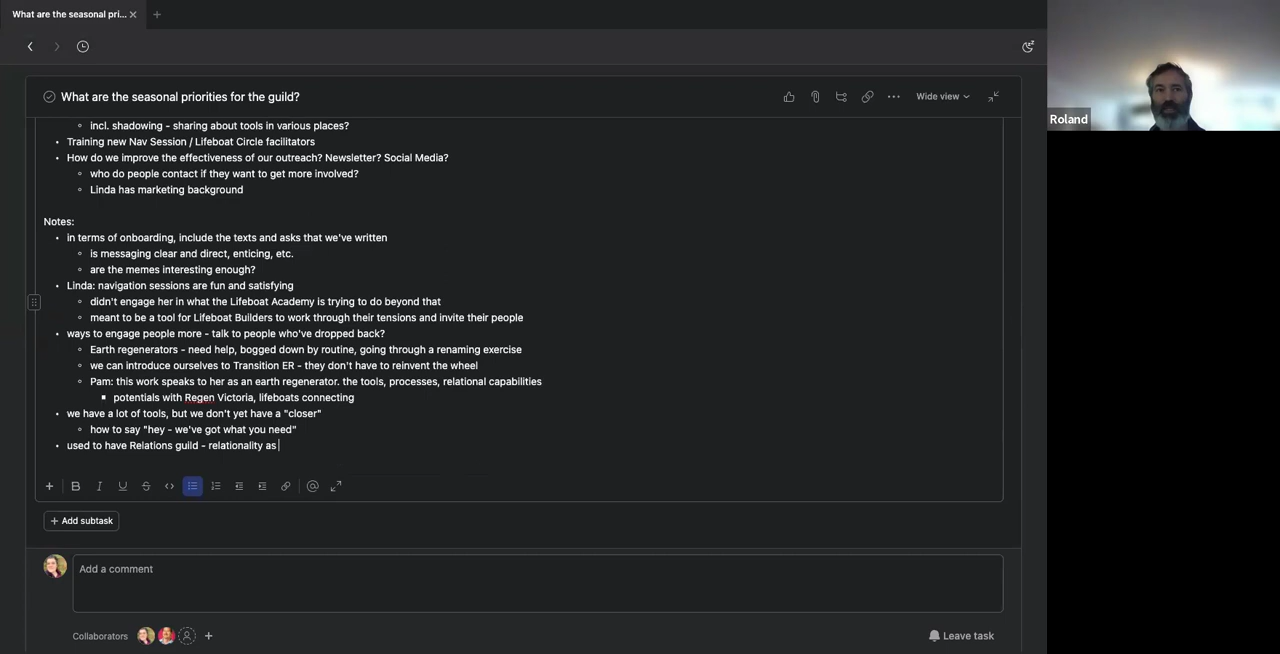 What are the seasonal pri...
What are the seasonal priorities for the guild?
Wide view
Roland
incl. shadowing - sharing about tools in various places?
Training new Nav Session / Lifeboat Circle facilitators
How do we improve the effectiveness of our outreach? Newsletter? Social Media?
who do people contact if they want to get more involved?
Linda has marketing background
Notes:
in terms of onboarding, include the texts and asks that we've written
is messaging clear and direct, enticing, etc.
are the memes interesting enough?
Linda: navigation sessions are fun and satisfying
didn't engage her in what the Lifeboat Academy is trying to do beyond that
meant to be a tool for Lifeboat Builders to work through their tensions and invite their people
ways to engage people more - talk to people who've dropped back?
Earth regenerators - need help, bogged down by routine, going through a renaming exercise
we can introduce ourselves to Transition ER - they don't have to reinvent the wheel
Pam: this work speaks to her as an earth regenerator. the tools, processes, relational capabilities
potentials with Regen Victoria, lifeboats connecting
we have a lot of tools, but we don't yet have a "closer"
how to say "hey - we've got what you need"
used to have Relations guild - relationality as
Add subtask
Add a comment
Collaborators
Leave task